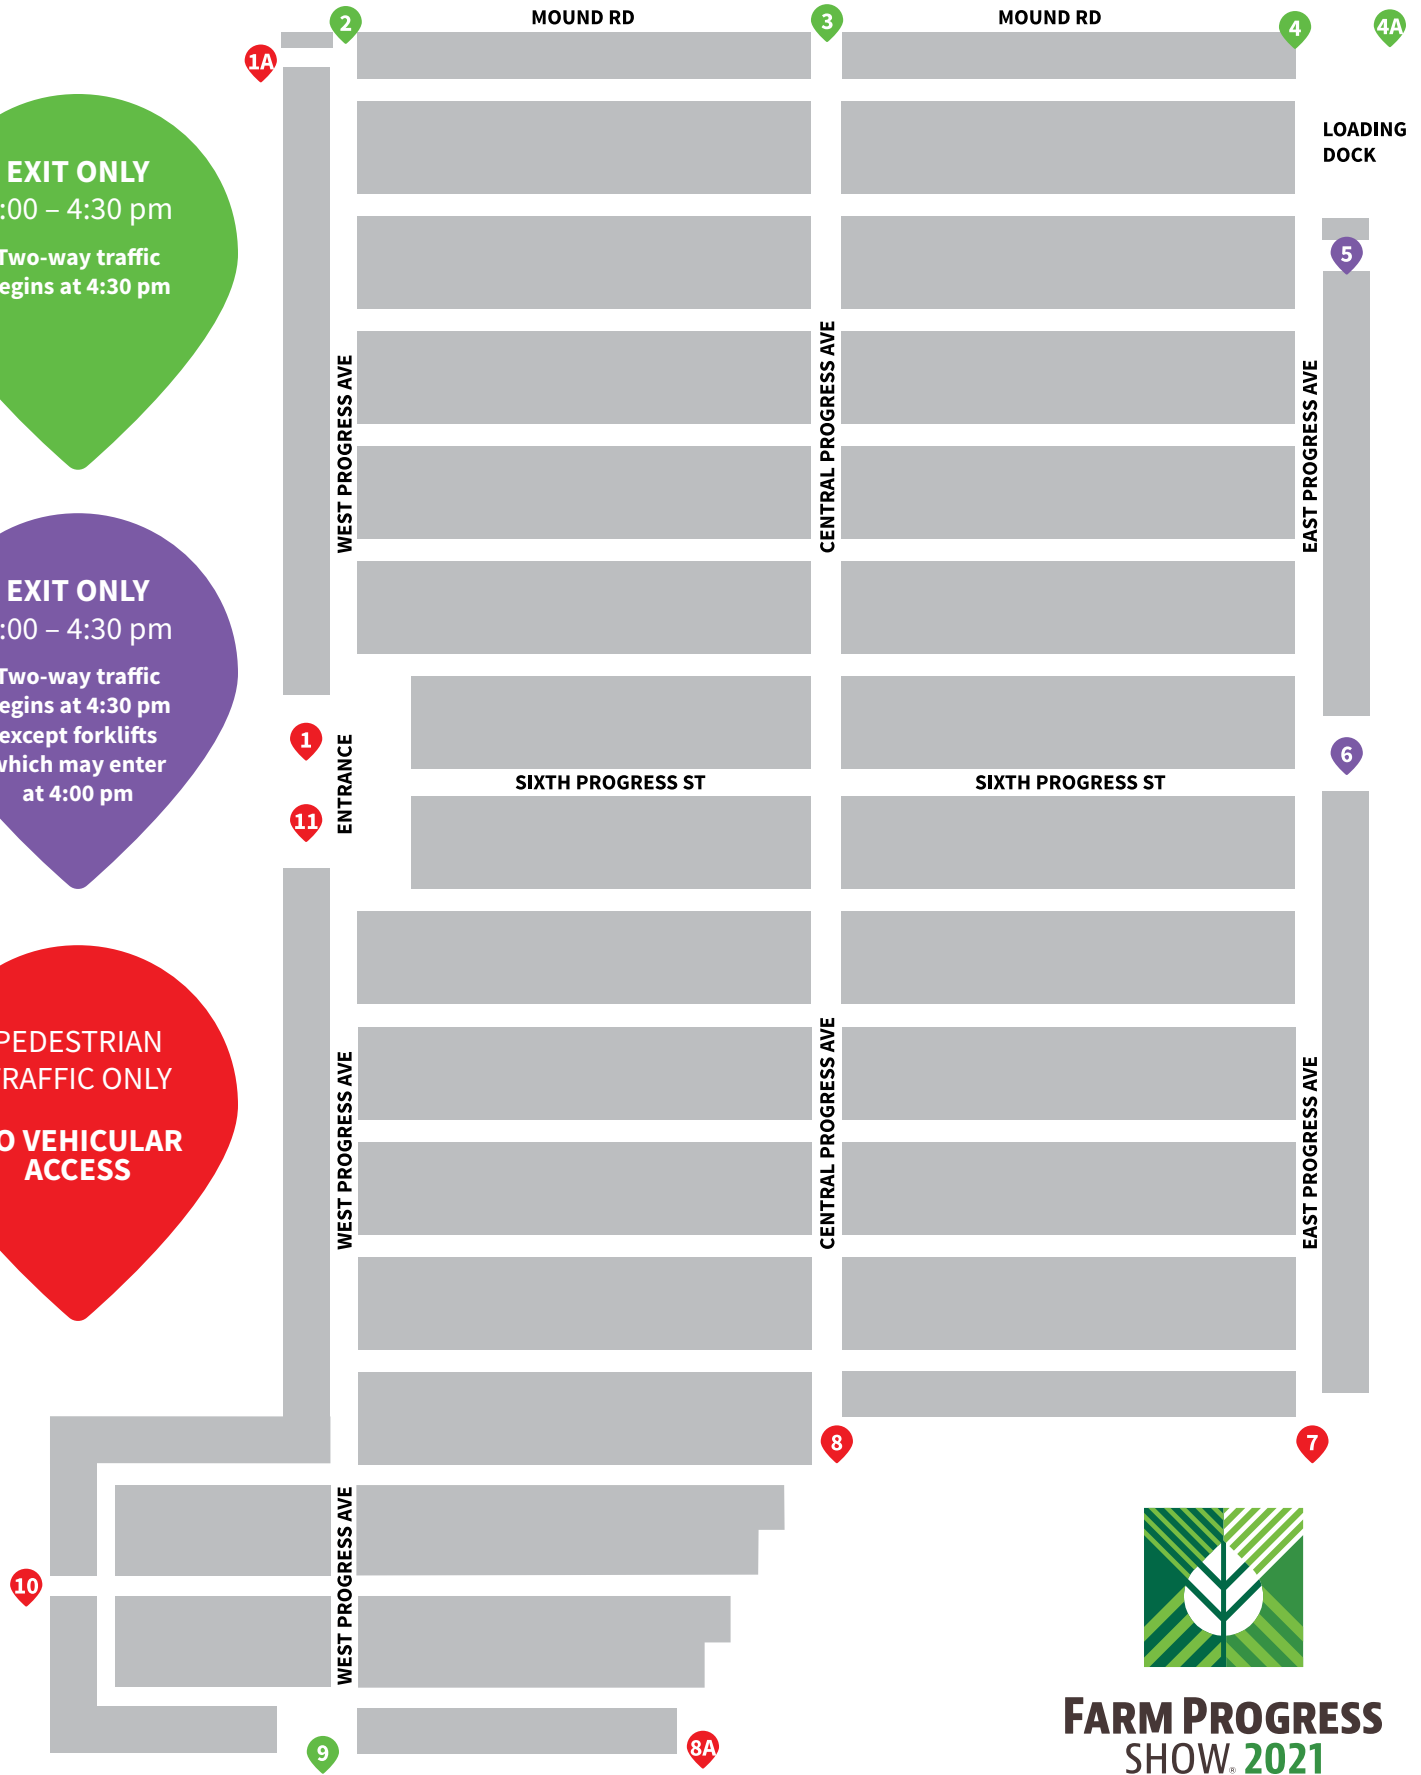 2
MOUND RD
3
MOUND RD
4
4A
1A
LOADING
DOCK
EXIT ONLY
:00 – 4:30 pm
Two-way traffic
egins at 4:30 pm
5
WEST PROGRESS AVE
CENTRAL PROGRESS AVE
EAST PROGRESS AVE
EXIT ONLY
:00 – 4:30 pm
Two-way traffic
egins at 4:30 pm
except forklifts
which may enter
at 4:00 pm
1
ENTRANCE
11
SIXTH PROGRESS ST
SIXTH PROGRESS ST
6
PEDESTRIAN
RAFFIC ONLY
O VEHICULAR
ACCESS
WEST PROGRESS AVE
CENTRAL PROGRESS AVE
EAST PROGRESS AVE
8
7
10
WEST PROGRESS AVE
9
8A
FARM PROGRESS
SHOW® 2021